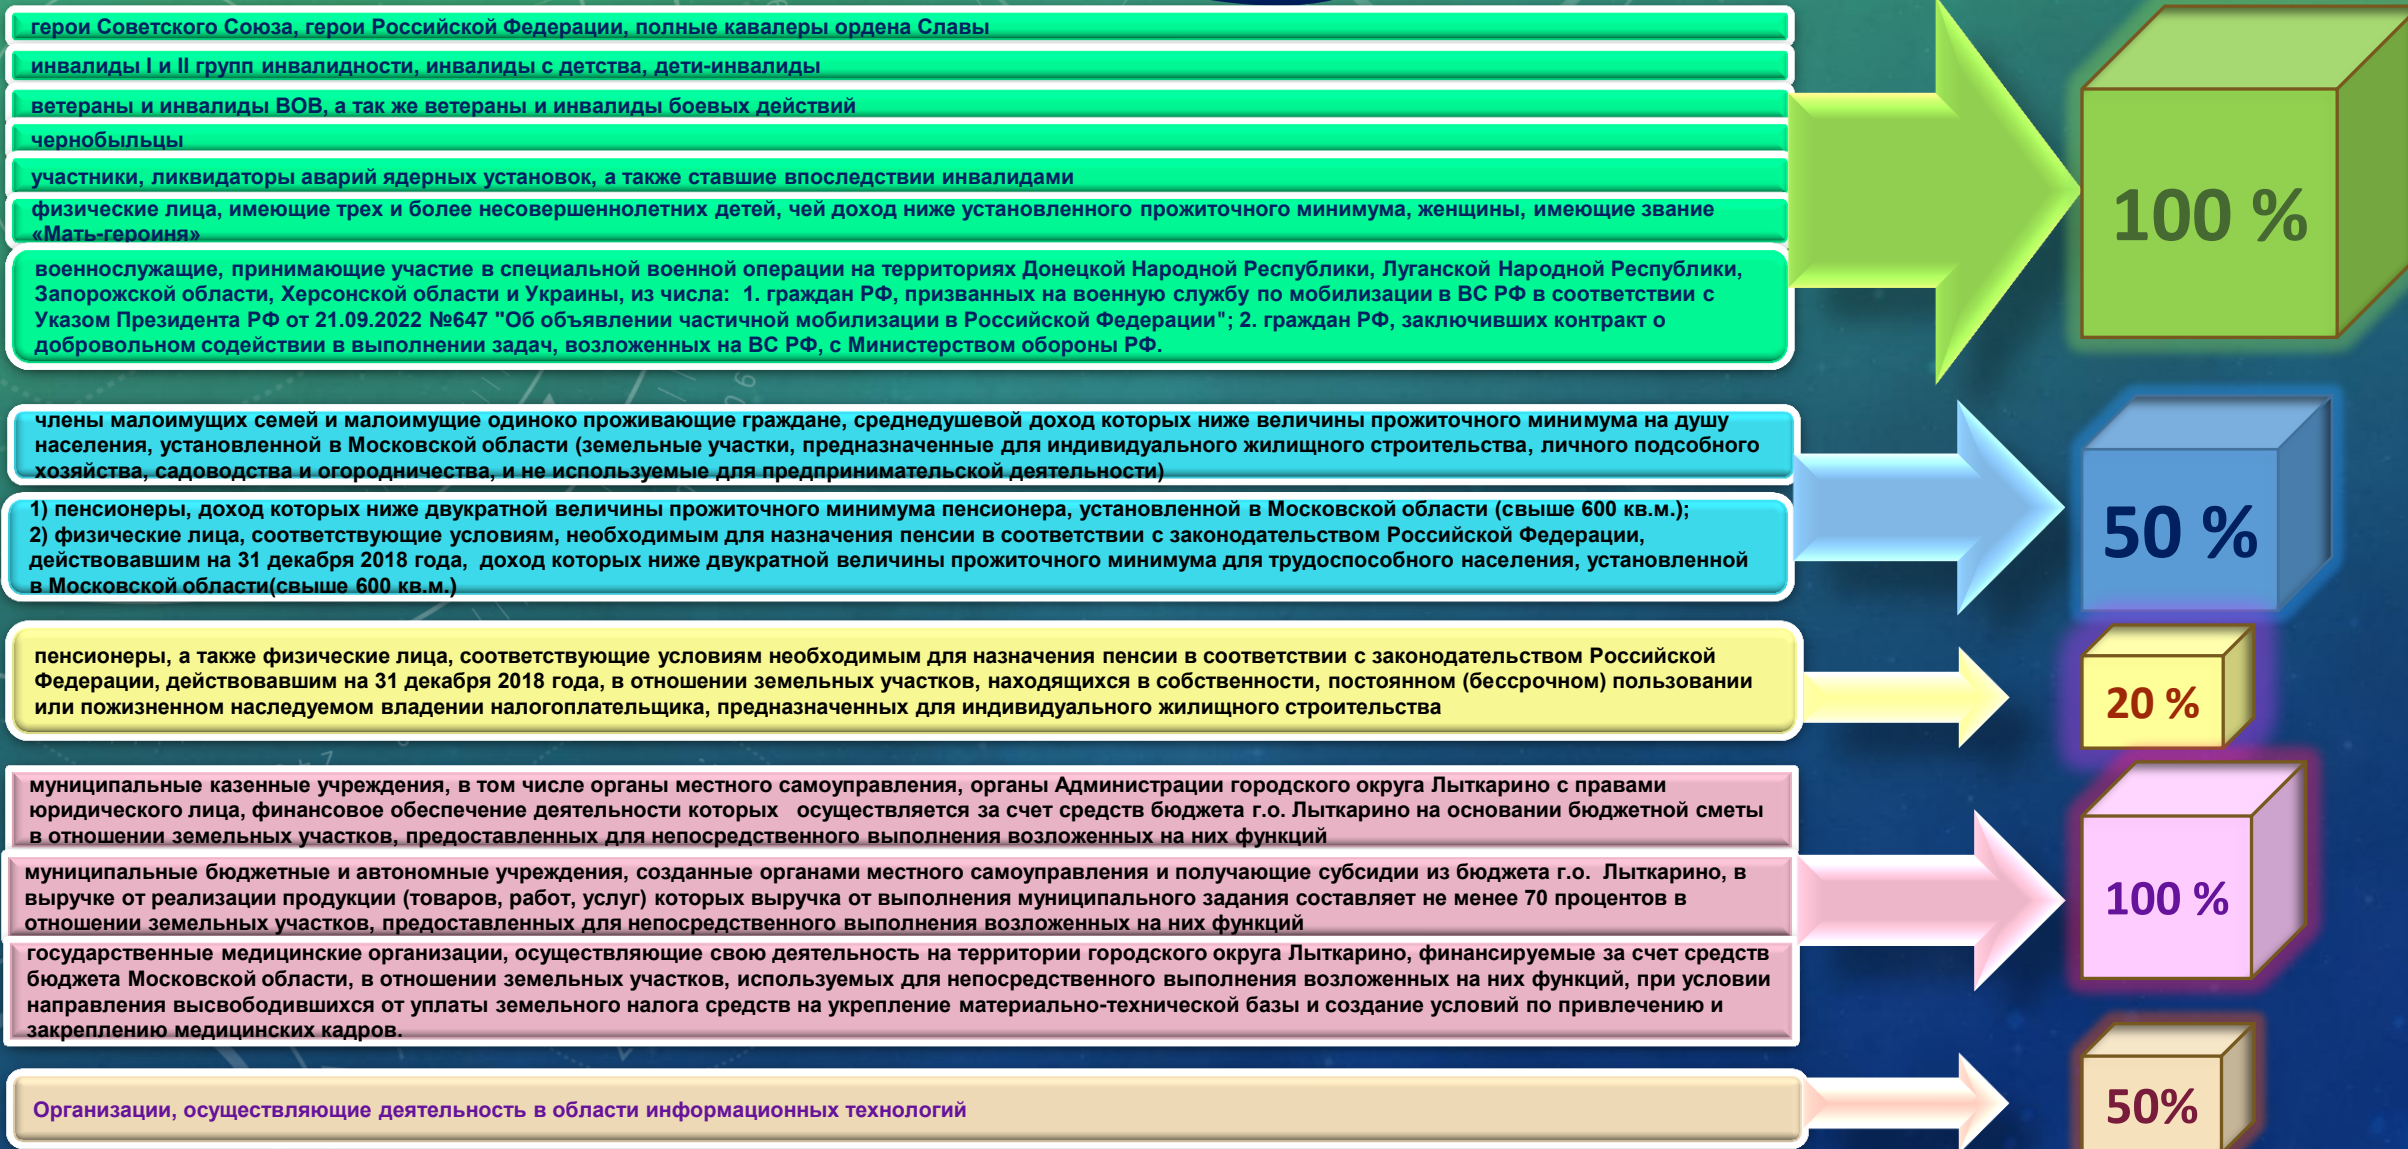 герои Советского Союза, герои Российской Федерации, полные кавалеры ордена Славы
инвалиды I и II групп инвалидности, инвалиды с детства, дети-инвалиды
ветераны и инвалиды ВОВ, а так же ветераны и инвалиды боевых действий
чернобыльцы
участники, ликвидаторы аварий ядерных установок, а также ставшие впоследствии инвалидами
физические лица, имеющие трех и более несовершеннолетних детей, чей доход ниже установленного прожиточного минимума, женщины, имеющие звание
«Мать-героиня»
военнослужащие, принимающие участие в специальной военной операции на территориях Донецкой Народной Республики, Луганской Народной Республики,
Запорожской области, Херсонской области и Украины, из числа: 1. граждан РФ, призванных на военную службу по мобилизации в ВС РФ в соответствии с
Указом Президента РФ от 21.09.2022 №647 "Об объявлении частичной мобилизации в Российской Федерации"; 2. граждан РФ, заключивших контракт о
добровольном содействии в выполнении задач, возложенных на ВС РФ, с Министерством обороны РФ.
100 %
члены малоимущих семей и малоимущие одиноко проживающие граждане, среднедушевой доход которых ниже величины прожиточного минимума на душу
населения, установленной в Московской области (земельные участки, предназначенные для индивидуального жилищного строительства, личного подсобного
хозяйства, садоводства и огородничества, и не используемые для предпринимательской деятельности)
1) пенсионеры, доход которых ниже двукратной величины прожиточного минимума пенсионера, установленной в Московской области (свыше 600 кв.м.);
2) физические лица, соответствующие условиям, необходимым для назначения пенсии в соответствии с законодательством Российской Федерации,
действовавшим на 31 декабря 2018 года, доход которых ниже двукратной величины прожиточного минимума для трудоспособного населения, установленной
в Московской области(свыше 600 кв.м.)
50 %
пенсионеры, а также физические лица, соответствующие условиям необходимым для назначения пенсии в соответствии с законодательством Российской
Федерации, действовавшим на 31 декабря 2018 года, в отношении земельных участков, находящихся в собственности, постоянном (бессрочном) пользовании
или пожизненном наследуемом владении налогоплательщика, предназначенных для индивидуального жилищного строительства
20 %
муниципальные казенные учреждения, в том числе органы местного самоуправления, органы Администрации городского округа Лыткарино с правами
юридического лица, финансовое обеспечение деятельности которых осуществляется за счет средств бюджета г.о. Лыткарино на основании бюджетной сметы
в отношении земельных участков, предоставленных для непосредственного выполнения возложенных на них функций
муниципальные бюджетные и автономные учреждения, созданные органами местного самоуправления и получающие субсидии из бюджета г.о. Лыткарино, в
выручке от реализации продукции (товаров, работ, услуг) которых выручка от выполнения муниципального задания составляет не менее 70 процентов в
отношении земельных участков, предоставленных для непосредственного выполнения возложенных на них функций
государственные медицинские организации, осуществляющие свою деятельность на территории городского округа Лыткарино, финансируемые за счет средств
бюджета Московской области, в отношении земельных участков, используемых для непосредственного выполнения возложенных на них функций, при условии
направления высвободившихся от уплаты земельного налога средств на укрепление материально-технической базы и создание условий по привлечению и
закреплению медицинских кадров.
100 %
Организации, осуществляющие деятельность в области информационных технологий
50%